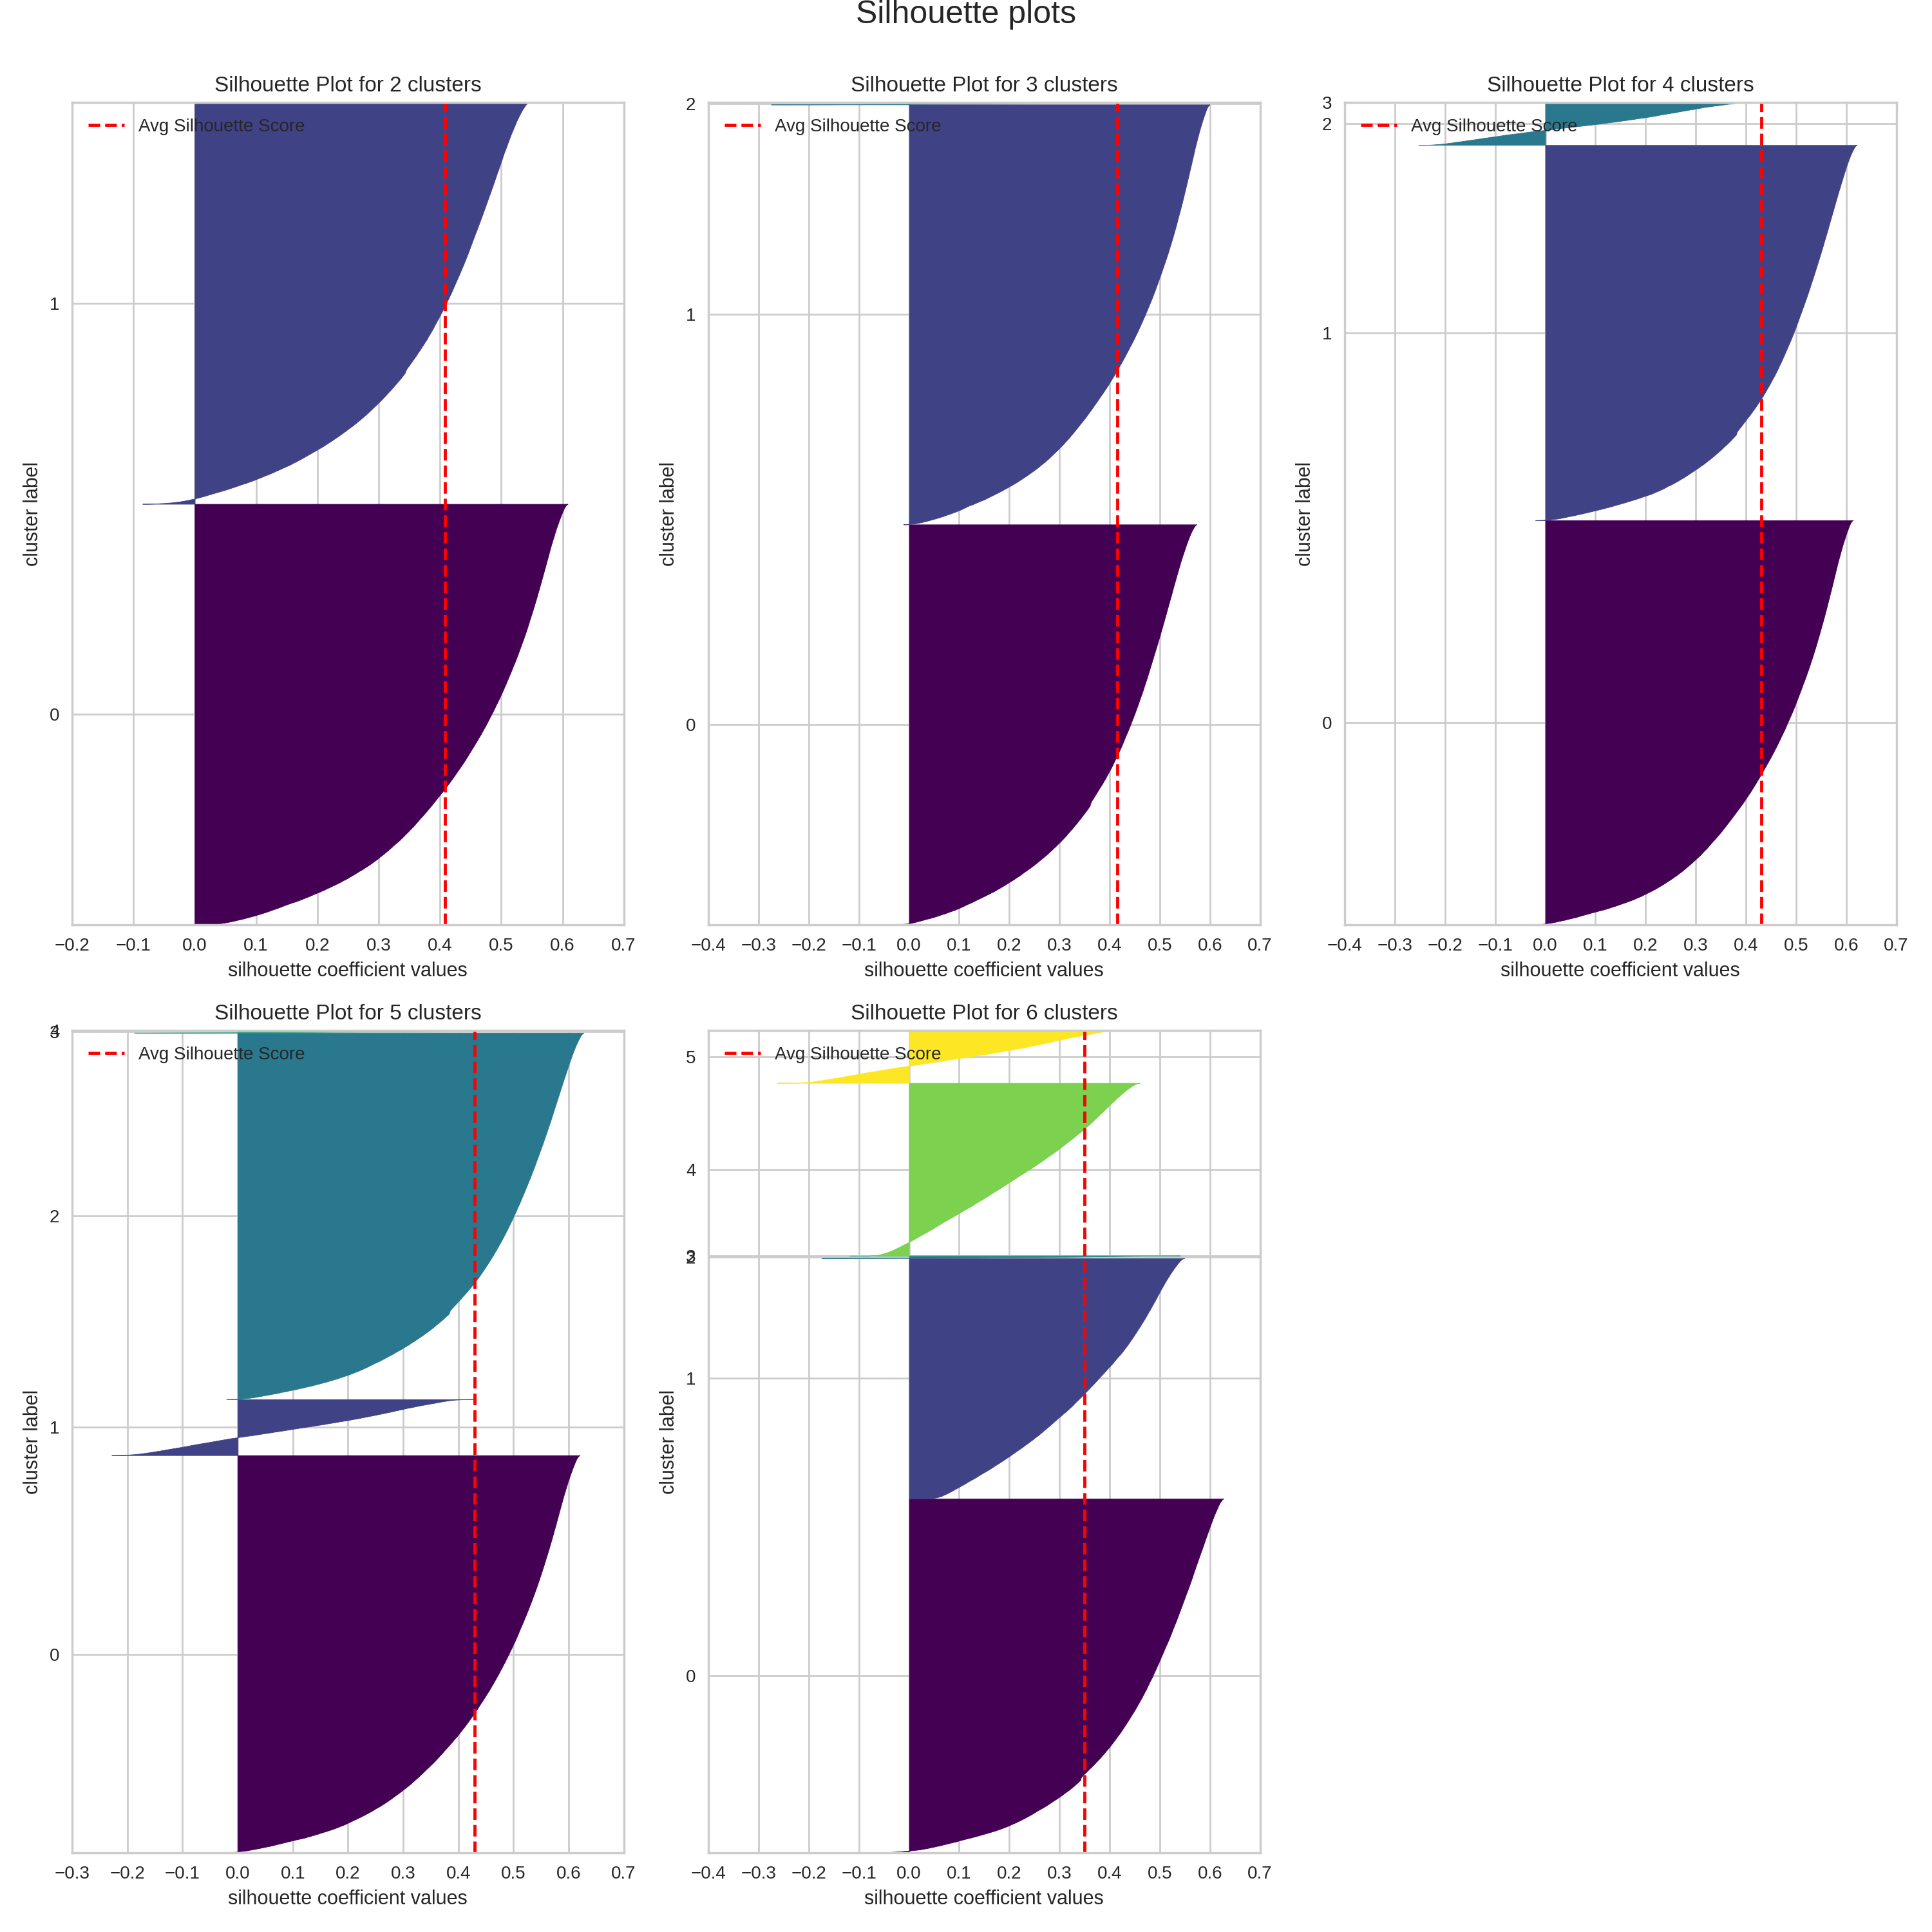 Silhouette plots
Silhouette Plot for 2 clusters
Avg Silhouette Score
1
0
cluster label
−0.2 −0.1 0.0 0.1 0.2 0.3 0.4 0.5 0.6 0.7
silhouette coefficient values
Silhouette Plot for 3 clusters
Avg Silhouette Score
2
1
0
cluster label
−0.4 −0.3 −0.2 −0.1 0.0 0.1 0.2 0.3 0.4 0.5 0.6 0.7
silhouette coefficient values
Silhouette Plot for 4 clusters
Avg Silhouette Score
3
2
1
0
cluster label
−0.4 −0.3 −0.2 −0.1 0.0 0.1 0.2 0.3 0.4 0.5 0.6 0.7
silhouette coefficient values
Silhouette Plot for 5 clusters
Avg Silhouette Score
4
3
2
1
0
cluster label
−0.3 −0.2 −0.1 0.0 0.1 0.2 0.3 0.4 0.5 0.6 0.7
silhouette coefficient values
Silhouette Plot for 6 clusters
Avg Silhouette Score
5
4
3
2
1
0
cluster label
−0.4 −0.3 −0.2 −0.1 0.0 0.1 0.2 0.3 0.4 0.5 0.6 0.7
silhouette coefficient values